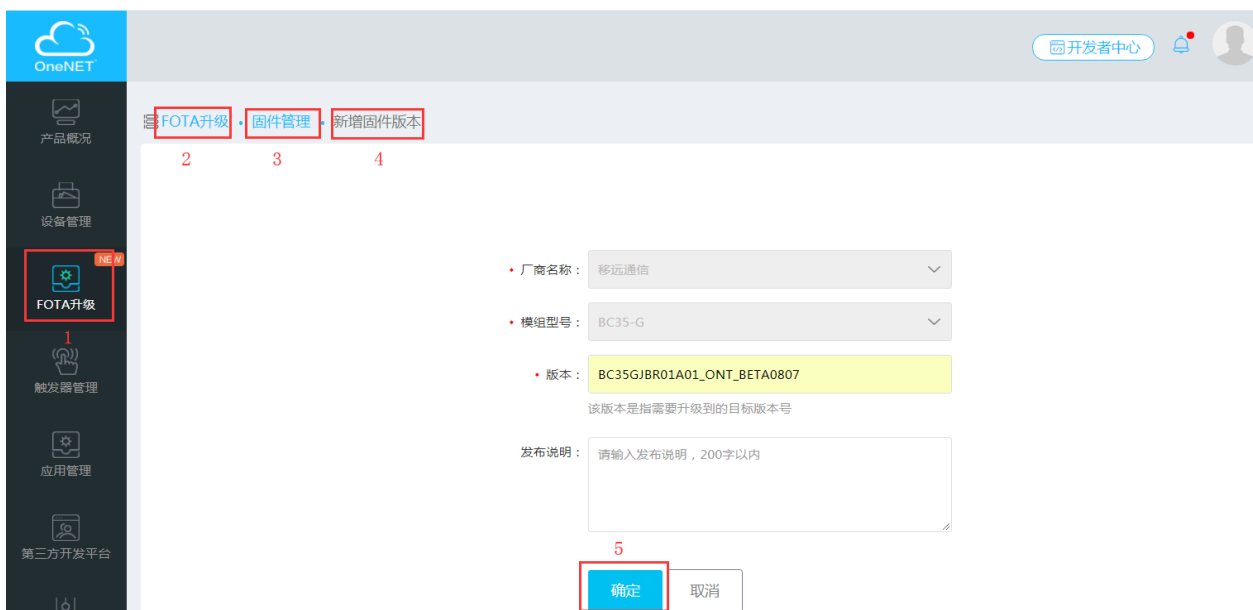 OneNET
开发者中心
产品概况
设备管理
NEW
FOTA升级
1
触发器管理
应用管理
第三方开发平台
FOTA升级 • 固件管理 • 新增固件版本
2 3 4
• 厂商名称： 移远通信
• 模组型号： BC35-G
• 版本： BC35GJBR01A01_ONT_BETA0807
该版本是指需要升级到的目标版本号
发布说明： 请输入发布说明，200字以内
5
确定 取消